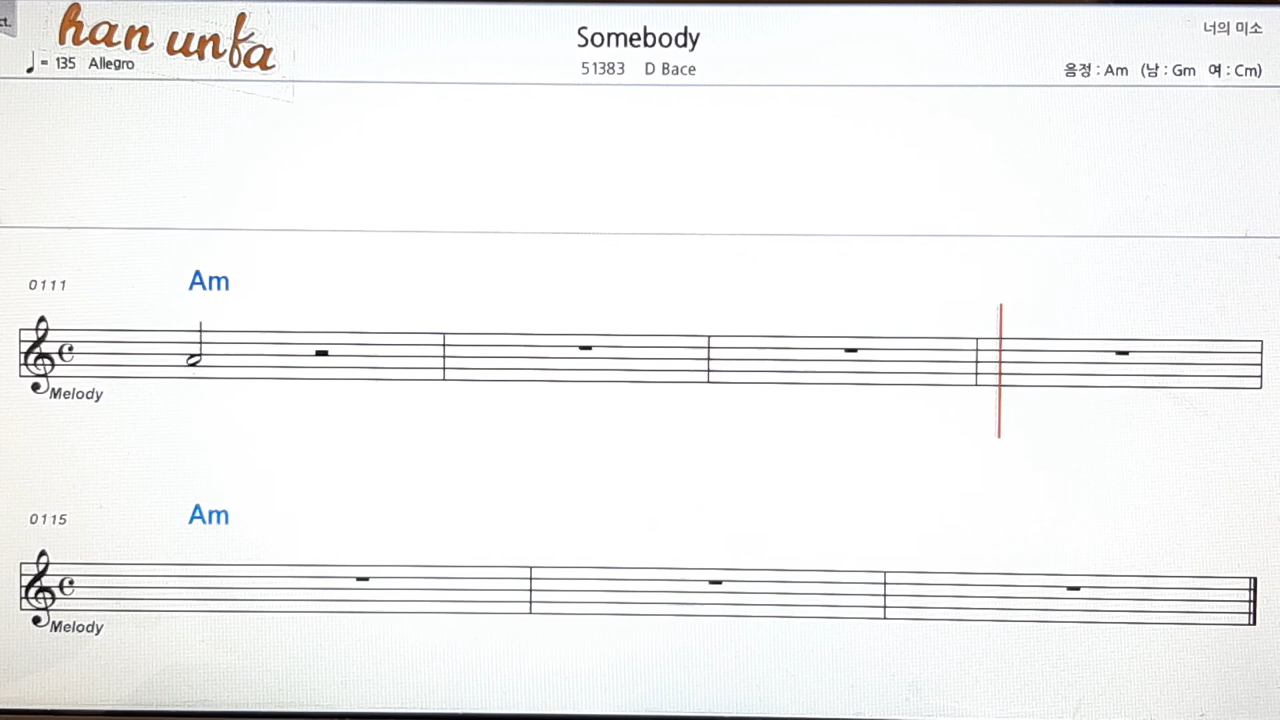 ct.
han unfa
Somebody
너의 미소
♩= 135 Allegro
51383 D Bace
음정 : Am (남 : Gm 여 : Cm)
0111
Am
Melody
0115
Am
Melody